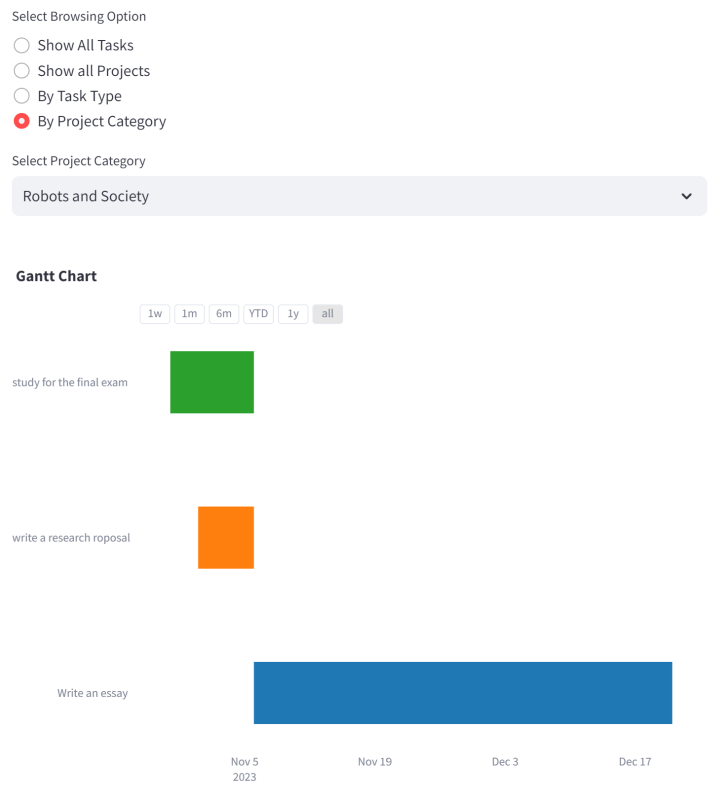 Select Browsing Option
Show All Tasks
Show all Projects
By Task Type
By Project Category
Select Project Category
Robots and Society
Gantt Chart
1w 1m 6m YTD 1y all
study for the final exam
write a research roposal
Write an essay
Nov 5 Nov 19 Dec 3 Dec 17
2023